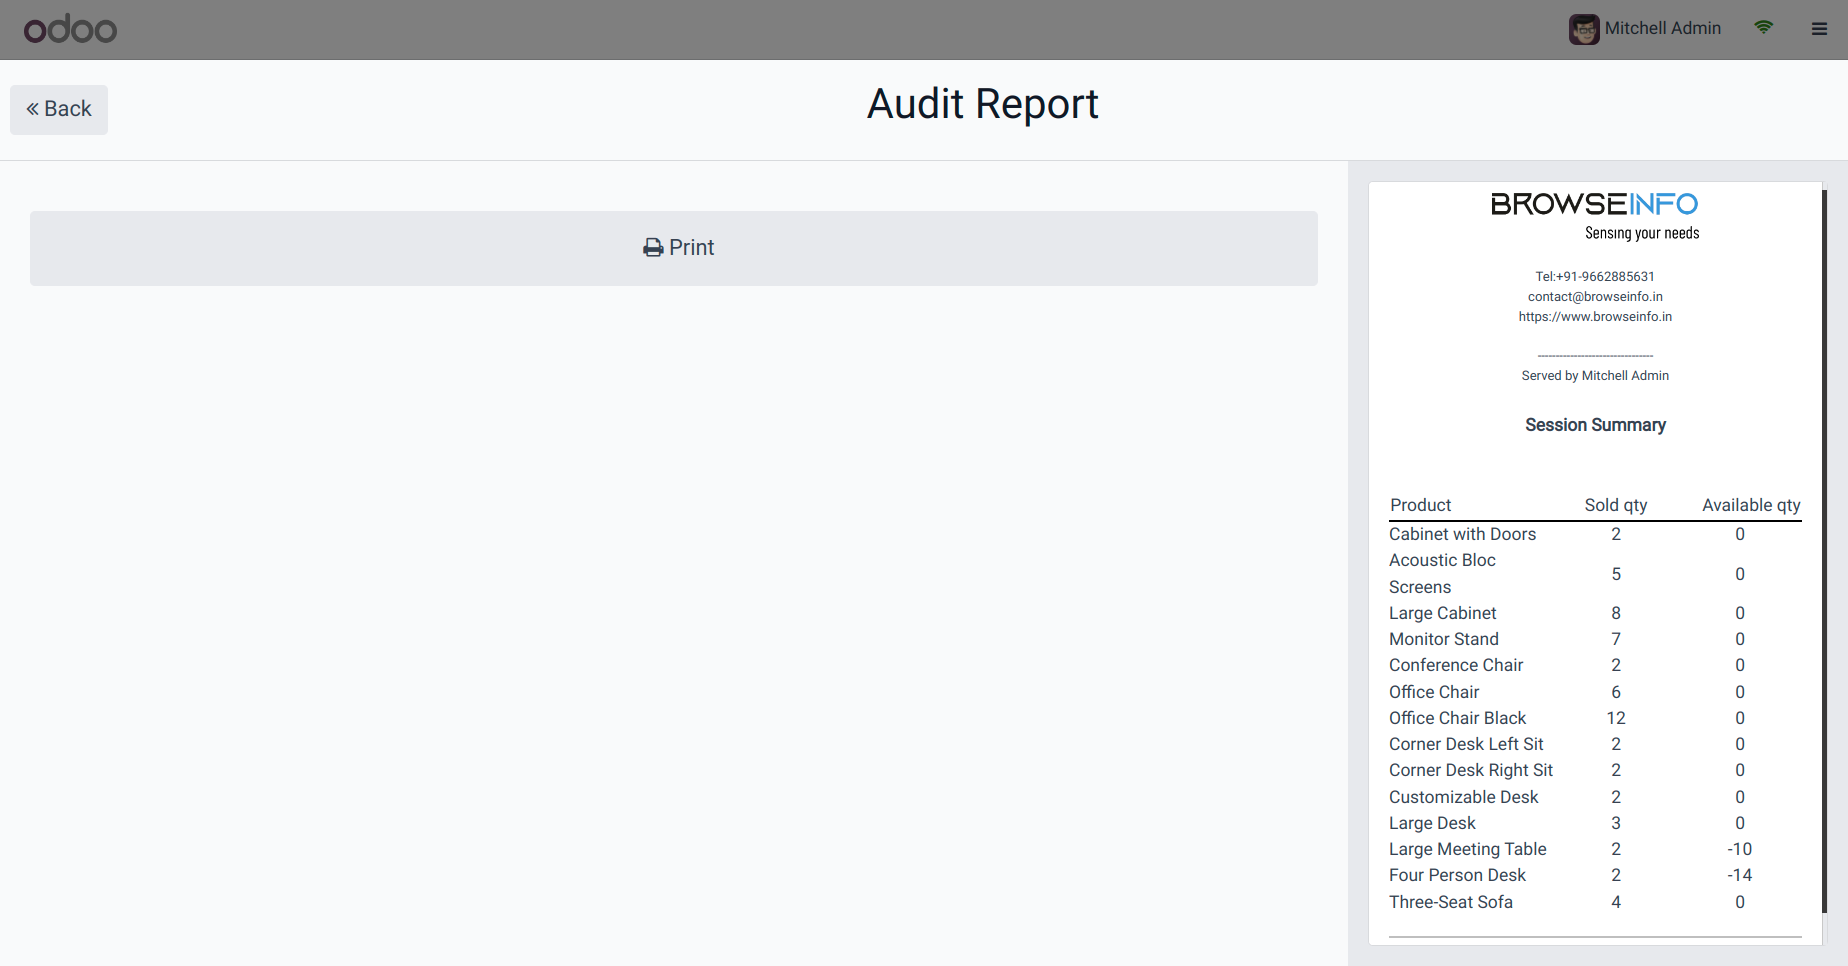 odoo
Mitchell Admin
Back
Audit Report
Print
BROWSEINFO
Sensing your needs
Tel:+91-9662885631
contact@browseinfo.in
https://www.browseinfo.in
--------------------------------
Served by Mitchell Admin
Session Summary
Product Sold qty Available qty
Cabinet with Doors 2 0
Acoustic Bloc
Screens 5 0
Large Cabinet 8 0
Monitor Stand 7 0
Conference Chair 2 0
Office Chair 6 0
Office Chair Black 12 0
Corner Desk Left Sit 2 0
Corner Desk Right Sit 2 0
Customizable Desk 2 0
Large Desk 3 0
Large Meeting Table 2 -10
Four Person Desk 2 -14
Three-Seat Sofa 4 0